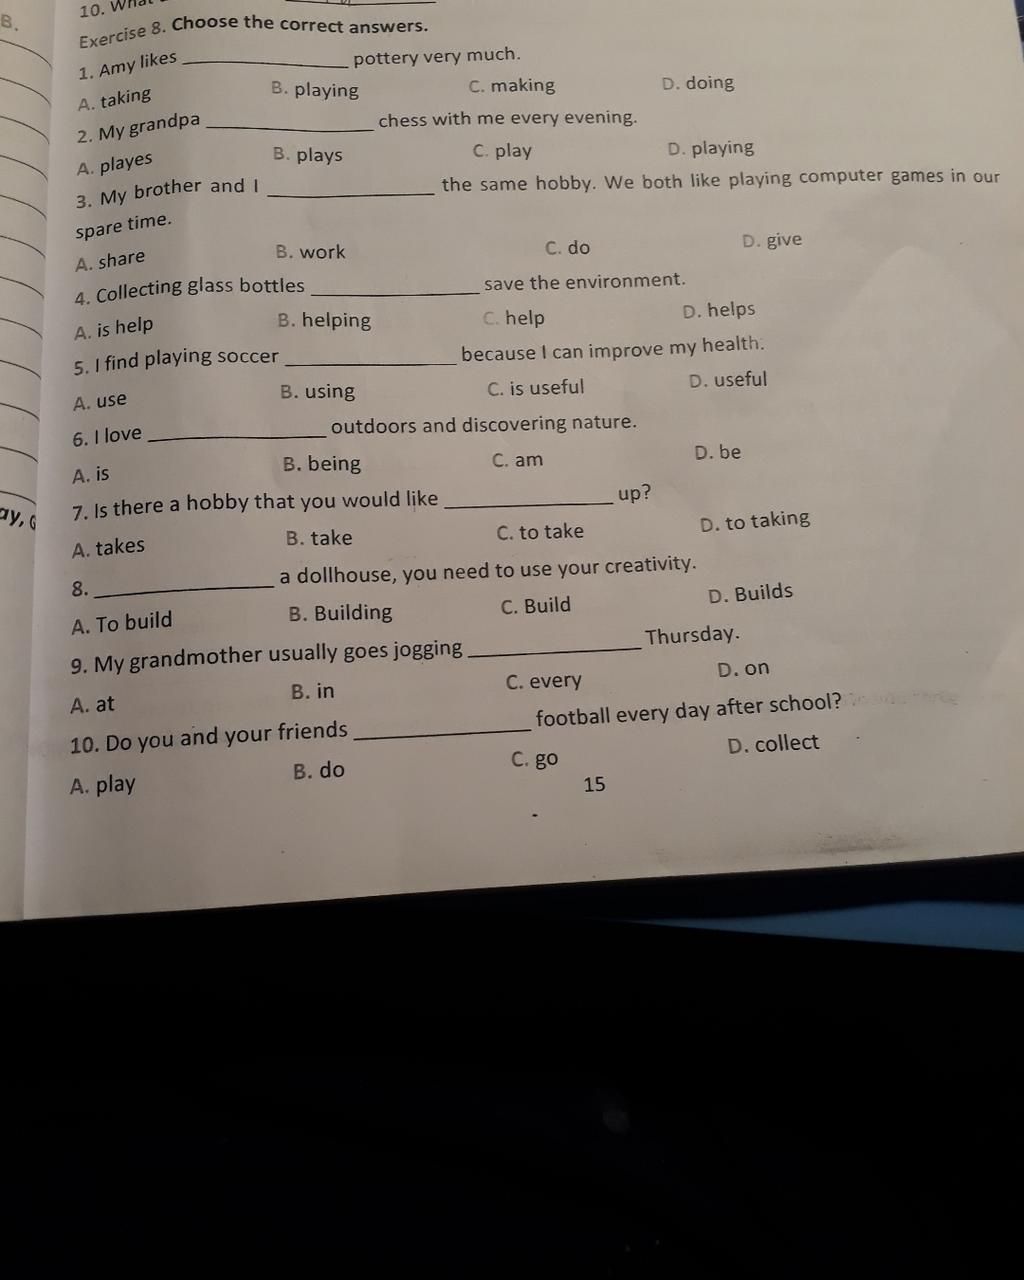 B.
10. What
Exercise 8. Choose the correct answers.
1. Amy likes ____________ pottery very much.
A. taking B. playing C. making D. doing
2. My grandpa ____________ chess with me every evening.
A. playes B. plays C. play D. playing
3. My brother and I ____________ the same hobby. We both like playing computer games in our
spare time.
A. share B. work C. do D. give
4. Collecting glass bottles ____________ save the environment.
A. is help B. helping C. help D. helps
5. I find playing soccer ____________ because I can improve my health.
A. use B. using C. is useful D. useful
6. I love ____________ outdoors and discovering nature.
A. is B. being C. am D. be
7. Is there a hobby that you would like ____________ up?
A. takes B. take C. to take D. to taking
8. ____________ a dollhouse, you need to use your creativity.
A. To build B. Building C. Build D. Builds
9. My grandmother usually goes jogging ____________ Thursday.
A. at B. in C. every D. on
10. Do you and your friends ____________ football every day after school?
A. play B. do C. go D. collect
15